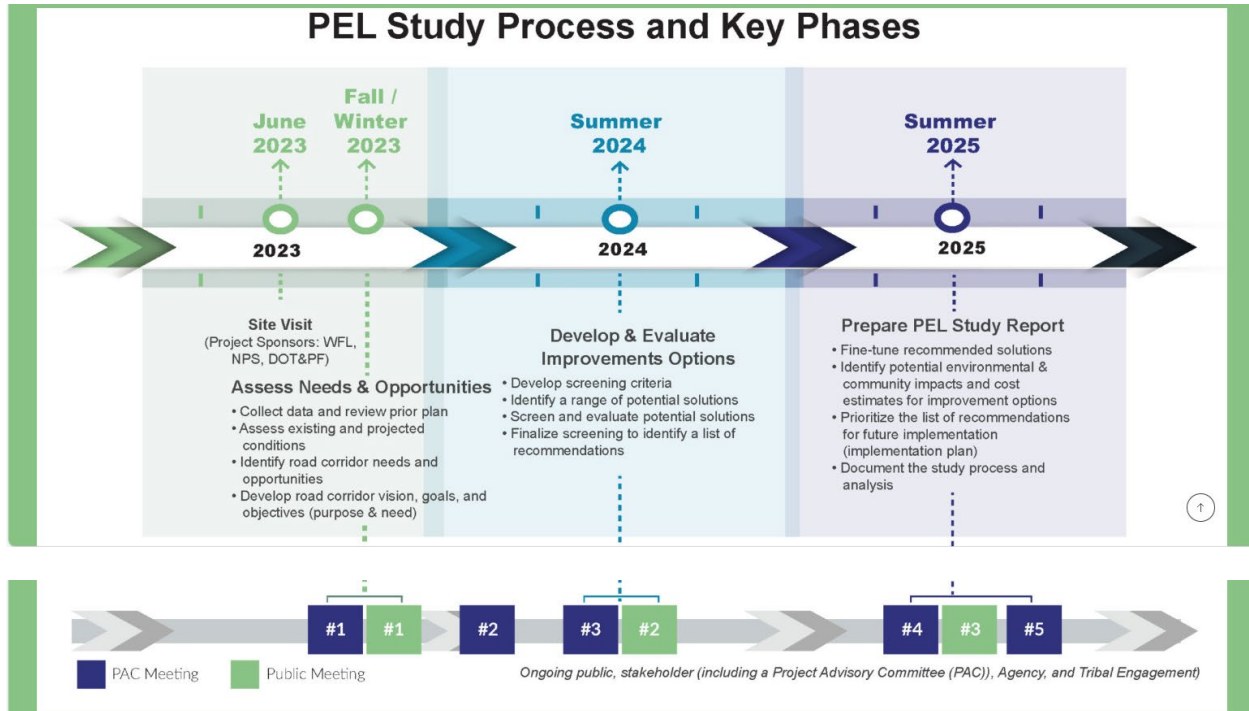 PEL Study Process and Key Phases
June
2023
Fall /
Winter
2023
Summer
2024
Summer
2025
2023
2024
2025
Site Visit
(Project Sponsors: WFL,
NPS, DOT&PF)
Assess Needs & Opportunities
• Collect data and review prior plan
• Assess existing and projected
conditions
• Identify road corridor needs and
opportunities
• Develop road corridor vision, goals, and
objectives (purpose & need)
Develop & Evaluate
Improvements Options
• Develop screening criteria
• Identify a range of potential solutions
• Screen and evaluate potential solutions
• Finalize screening to identify a list of
recommendations
Prepare PEL Study Report
• Fine-tune recommended solutions
• Identify potential environmental &
community impacts and cost
estimates for improvement options
• Prioritize the list of recommendations
for future implementation
(implementation plan)
• Document the study process and
analysis
#1 #1 #2 #3 #2 #4 #3 #5
PAC Meeting
Public Meeting
Ongoing public, stakeholder (including a Project Advisory Committee (PAC)), Agency, and Tribal Engagement)